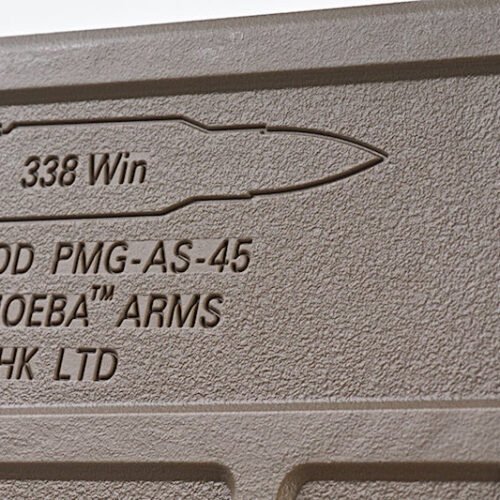 338 Win
OD PMG-AS-45
OEBA™ ARMS
HK LTD